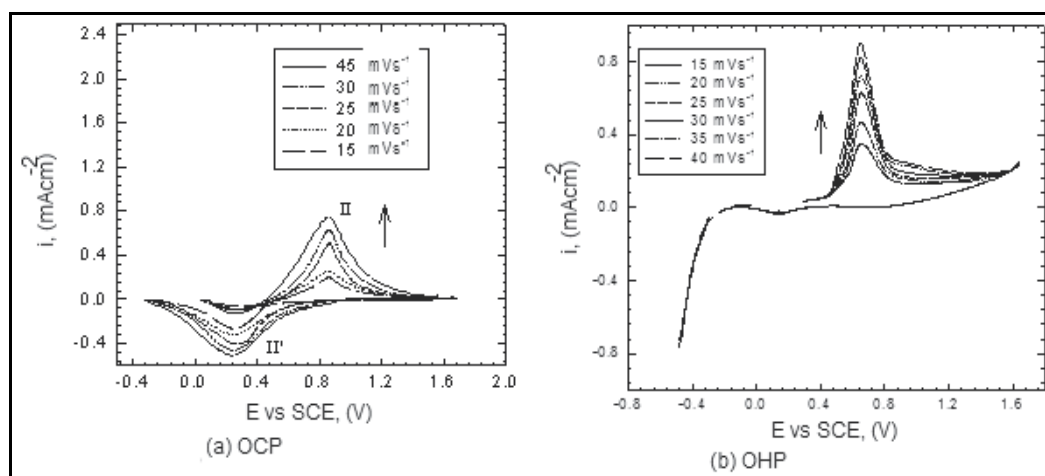 2.4
2.0
1.6
1.2
0.8
0.4
0.0
-0.4
i, (mAcm-2)
45 mVs-1
30 mVs-1
25 mVs-1
20 mVs-1
15 mVs-1
II
II'
-0.4 0.0 0.4 0.8 1.2 1.6 2.0
E vs SCE, (V)
(a) OCP
0.8
0.4
0.0
-0.4
-0.8
i, (mAcm-2)
15 mVs-1
20 mVs-1
25 mVs-1
30 mVs-1
35 mVs-1
40 mVs-1
-0.8 -0.4 0.0 0.4 0.8 1.2 1.6
E vs SCE, (V)
(b) OHP